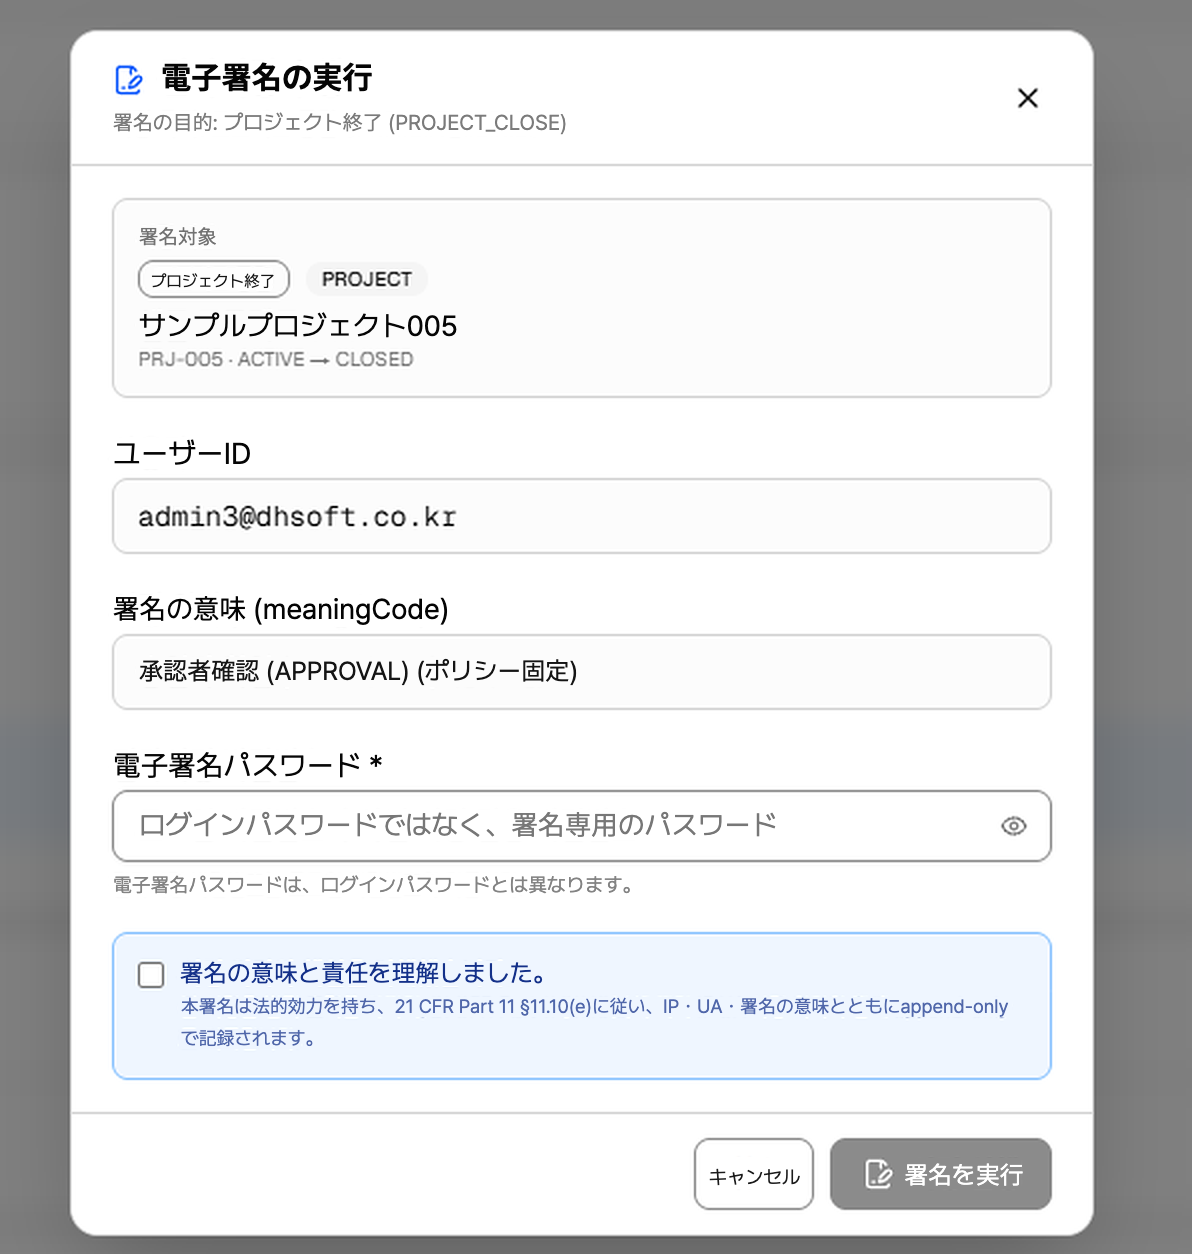 電子署名の実行
署名の目的: プロジェクト終了 (PROJECT_CLOSE)
署名対象
プロジェクト終了 PROJECT
サンプルプロジェクト005
PRJ-005 · ACTIVE → CLOSED
ユーザーID
admin3@dhsoft.co.kr
署名の意味 (meaningCode)
承認者確認 (APPROVAL) (ポリシー固定)
電子署名パスワード *
ログインパスワードではなく、署名専用のパスワード
電子署名パスワードは、ログインパスワードとは異なります。
署名の意味と責任を理解しました。
本署名は法的効力を持ち、21 CFR Part 11 §11.10(e)に従い、IP・UA・署名の意味とともにappend-only
で記録されます。
キャンセル 署名を実行